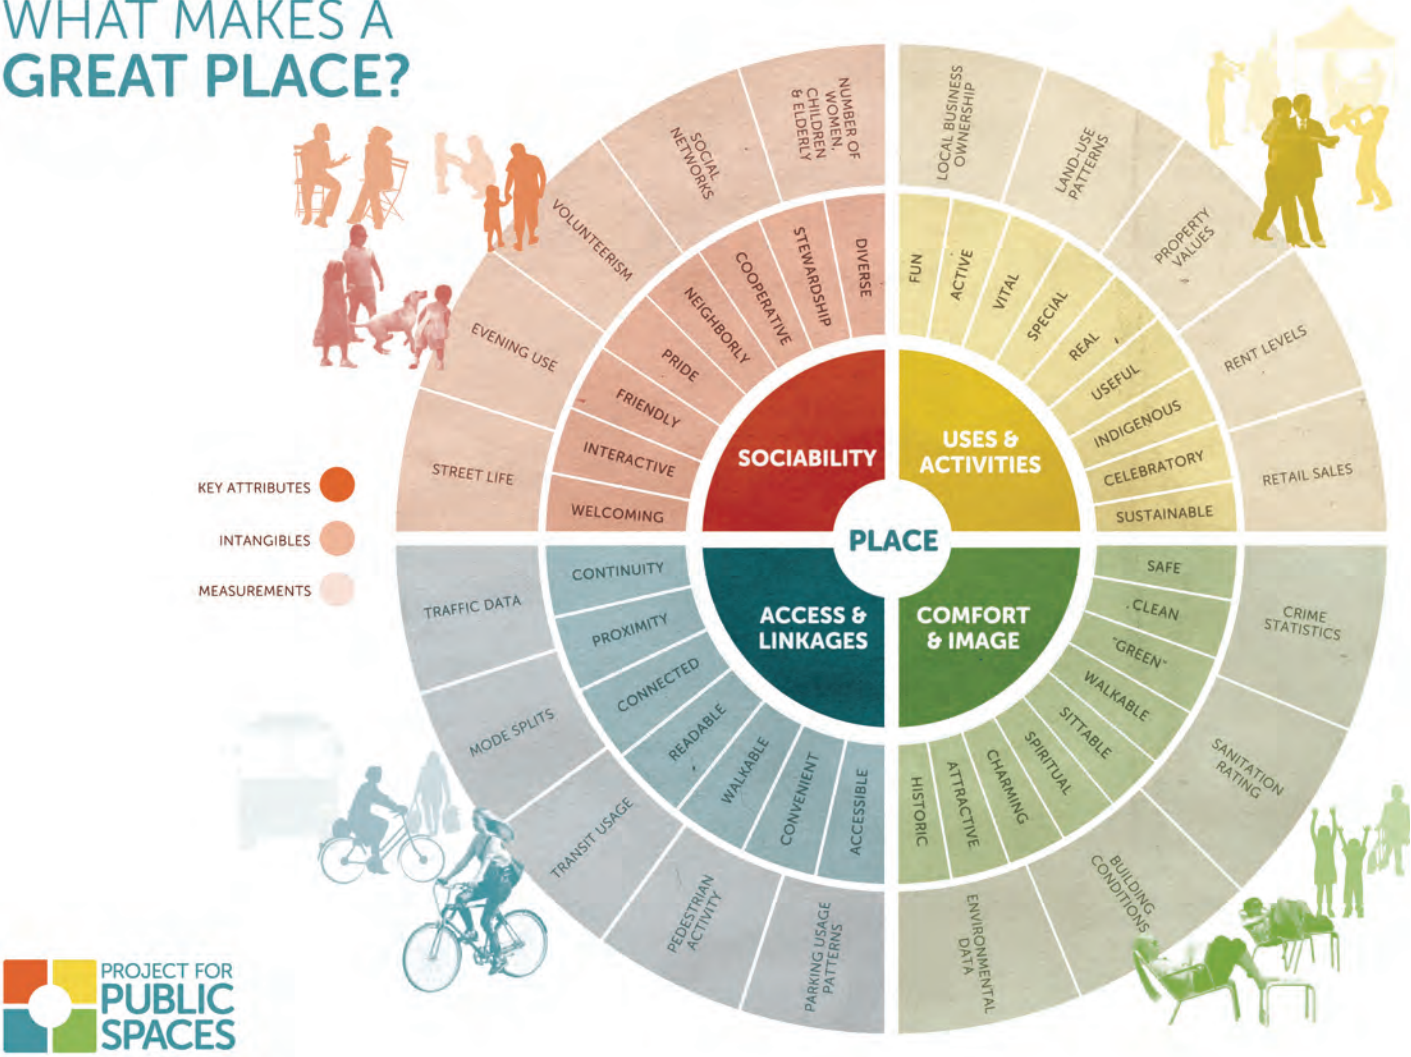 WHAT MAKES A
GREAT PLACE?
KEY ATTRIBUTES
INTANGIBLES
MEASUREMENTS
PLACE
SOCIABILITY
USES &
ACTIVITIES
ACCESS &
LINKAGES
COMFORT
& IMAGE
WELCOMING
INTERACTIVE
FRIENDLY
PRIDE
NEIGHBORLY
COOPERATIVE
STEWARDSHIP
DIVERSE
STREET LIFE
EVENING USE
VOLUNTEERISM
SOCIAL
NETWORKS
NUMBER OF
WOMEN,
CHILDREN
& ELDERLY
FUN
ACTIVE
VITAL
SPECIAL
REAL
USEFUL
INDIGENOUS
CELEBRATORY
SUSTAINABLE
LOCAL BUSINESS
OWNERSHIP
LAND-USE
PATTERNS
PROPERTY
VALUES
RENT LEVELS
RETAIL SALES
SAFE
CLEAN
"GREEN"
WALKABLE
SITTABLE
SPIRITUAL
CHARMING
ATTRACTIVE
HISTORIC
CRIME
STATISTICS
SANITATION
RATING
BUILDING
CONDITIONS
ENVIRONMENTAL
DATA
CONTINUITY
PROXIMITY
CONNECTED
READABLE
WALKABLE
CONVENIENT
ACCESSIBLE
TRAFFIC DATA
MODE SPLITS
TRANSIT USAGE
PEDESTRIAN
ACTIVITY
PARKING USAGE
PATTERNS
PROJECT FOR
PUBLIC
SPACES